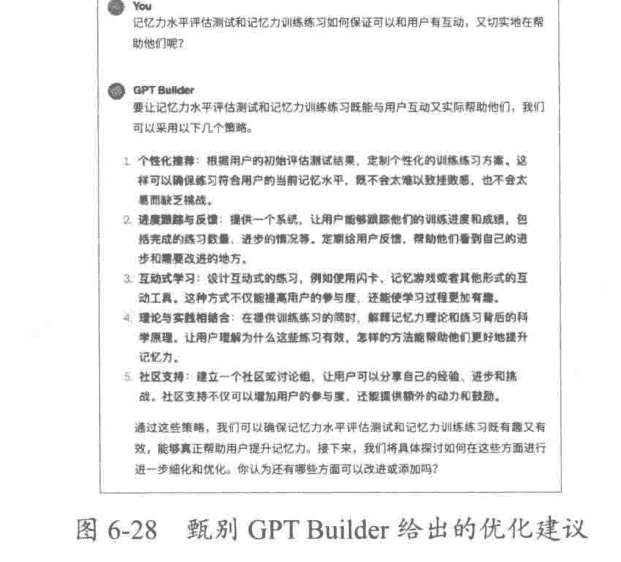 You
记忆力水平评估测试和记忆力训练练习如何保证可以和用户有互动，又切实地在帮
助他们呢？
GPT Builder
要让记忆力水平评估测试和记忆力训练练习既能与用户互动又实际帮助他们，我们
可以采用以下几个策略。
1. 个性化推荐：根据用户的初始评估测试结果，定制个性化的训练练习方案。这
样可以确保练习符合用户的当前记忆水平，既不会太难以致挫败感，也不会太
易而缺乏挑战。
2. 进度跟踪与反馈：提供一个系统，让用户能够跟踪他们的训练进度和成绩，包
括完成的练习数量、进步的情况等。定期给用户反馈，帮助他们看到自己的进
步和需要改进的地方。
3. 互动式学习：设计互动式的练习，例如使用闪卡、记忆游戏或者其他形式的互
动工具。这种方式不仅能提高用户的参与度，还能使学习过程更加有趣。
4. 理论与实践相结合：在提供训练练习的同时，解释记忆力理论和练习背后的科
学原理。让用户理解为什么这些练习有效，怎样的方法能帮助他们更好地提升
记忆力。
5. 社区支持：建立一个社区或讨论组，让用户可以分享自己的经验、进步和挑
战。社区支持不仅可以增加用户的参与度，还能提供额外的动力和鼓励。
通过这些策略，我们可以确保记忆力水平评估测试和记忆力训练练习既有趣又有
效，能够真正帮助用户提升记忆力。接下来，我们将具体探讨如何在这些方面进行
进一步细化和优化。你认为还有哪些方面可以改进或添加吗？
图 6-28 甄别 GPT Builder 给出的优化建议